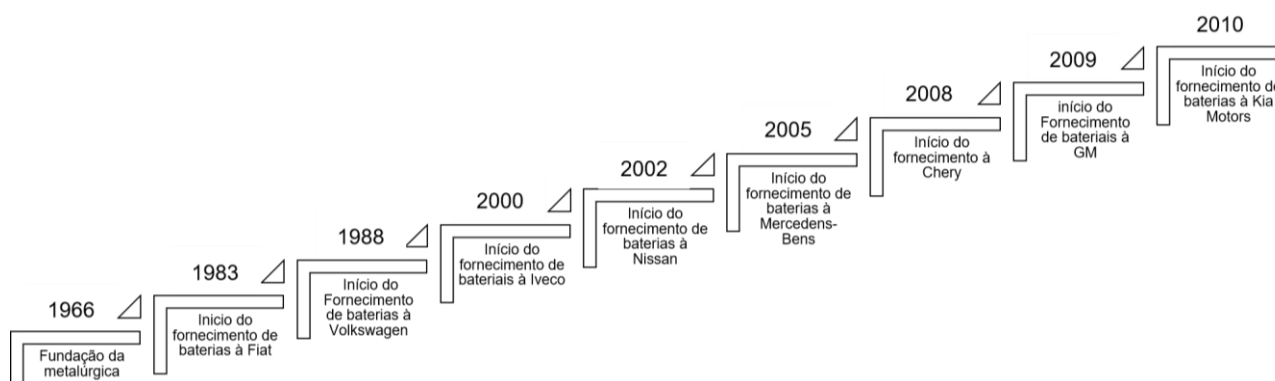 1966
Fundação da
metalúrgica
1983
Inicio do
fornecimento de
baterias à Fiat
1988
Início do
Fornecimento
de baterias à
Volkswagen
2000
Início do
fornecimento de
bateriais à Iveco
2002
Início do
fornecimento de
baterias à
Nissan
2005
Início do
fornecimento de
baterias à
Mercedens-
Bens
2008
Início do
fornecimento à
Chery
2009
início do
Fornecimento
de bateriais à
GM
2010
Início do
fornecimento de
baterias à Kia
Motors